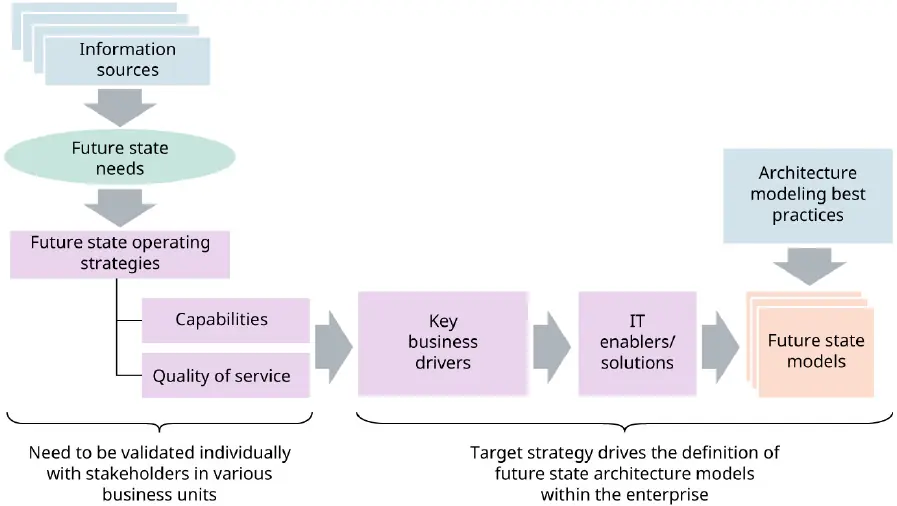 Information
sources
Future state
needs
Future state operating
strategies
Capabilities
Quality of service
Key
business
drivers
IT
enablers/
solutions
Architecture
modeling best
practices
Future state
models
Need to be validated individually
with stakeholders in various
business units
Target strategy drives the definition of
future state architecture models
within the enterprise